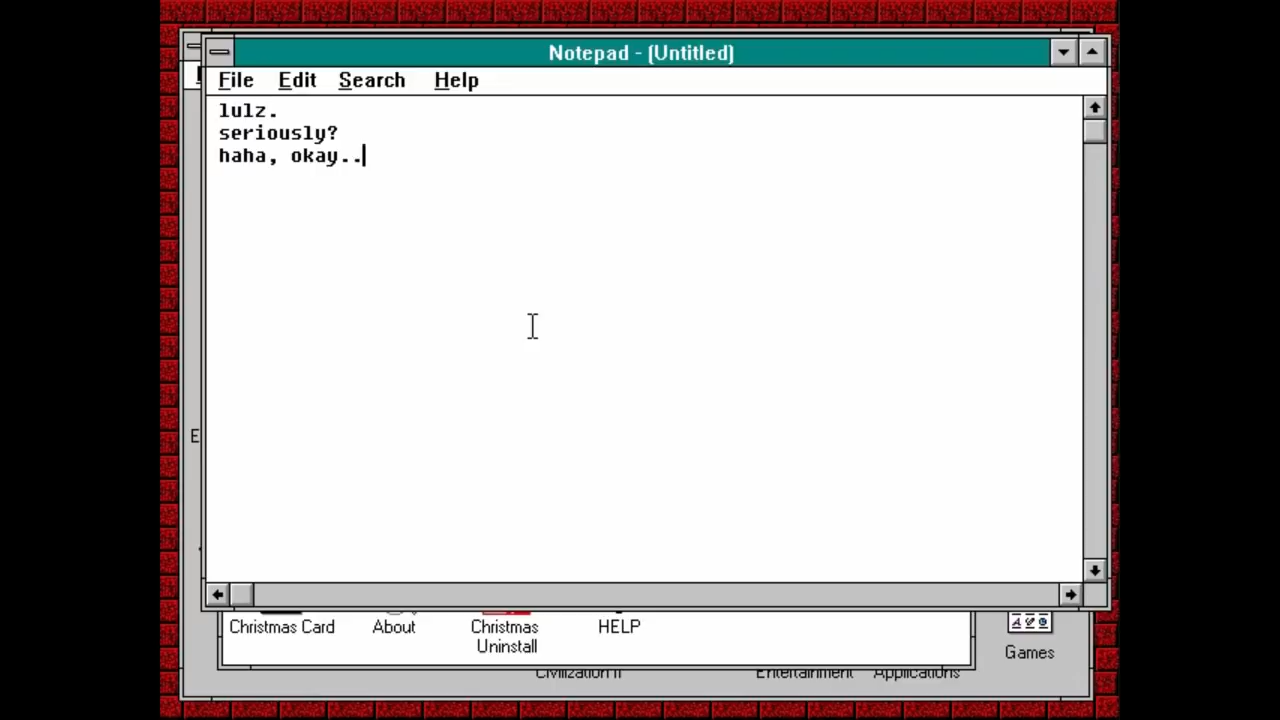 Notepad - (Untitled)
File Edit Search Help
lulz.
seriously?
haha, okay..
E
Christmas Card About Christmas Uninstall HELP
Games
Civilization II Entertainment Applications